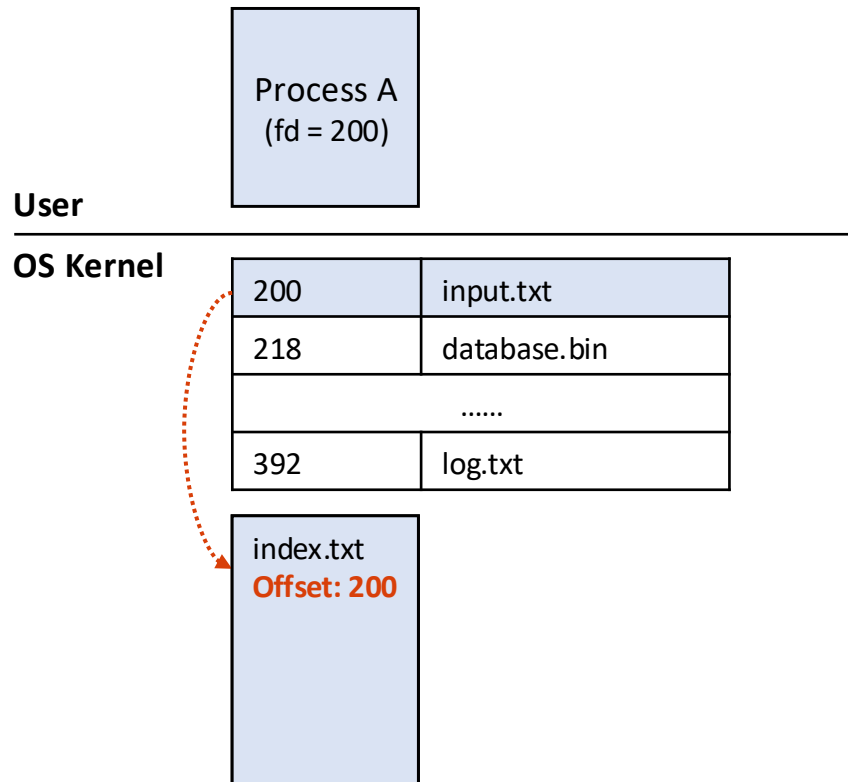 Process A
(fd = 200)
User
OS Kernel
200 input.txt
218 database.bin
......
392 log.txt
index.txt
Offset: 200